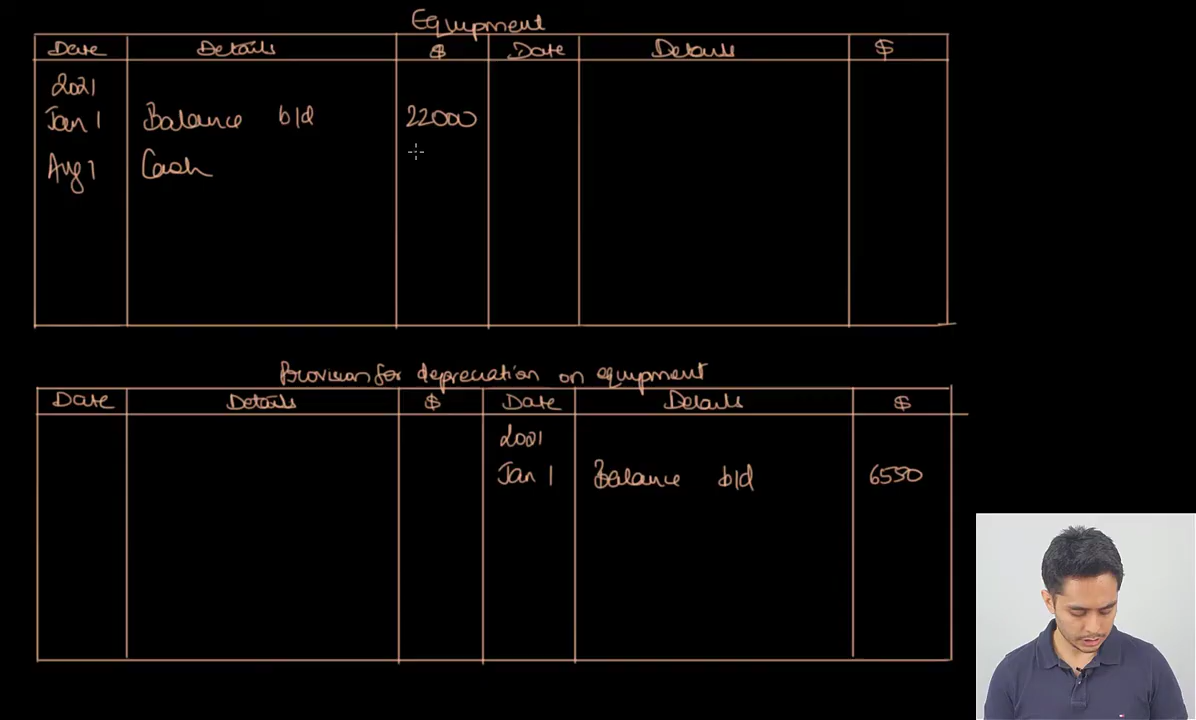 Equipment
Date Details $ Date Details $
2021
Jan 1 Balance b/d 22000
Aug 1 Cash
Provision for depreciation on equipment
Date Details $ Date Details $
2021
Jan 1 Balance b/d 6550